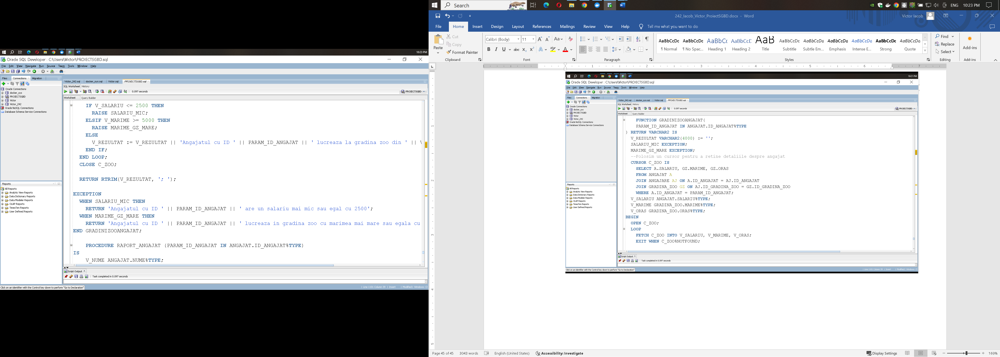 10:23 PM
Oracle SQL Developer : C:\Users\Victor\PROIECTSGBD.sql
File Edit View Navigate Run Source Team Tools Window Help
Files Connections Migration
Oracle Connections
docker_sys
PROIECTSGBD
Victor
Victor_242
Oracle NoSQL Connections
Database Schema Service Connections
Reports
All Reports
Analytic View Reports
Data Dictionary Reports
Data Modeler Reports
OLAP Reports
TimesTen Reports
User Defined Reports
Victor_242.sql docker_sys.sql Victor.sql PROIECTSGBD.sql
SQL Worksheet History
0.097 seconds
PROIECTSGBD
Worksheet Query Builder
IF V_SALARIU <= 2500 THEN
RAISE SALARIU_MIC;
ELSIF V_MARIME >= 5000 THEN
RAISE MARIME_GZ_MARE;
ELSE
V_REZULTAT := V_REZULTAT || 'Angajatul cu ID ' || PARAM_ID_ANGAJAT || ' lucreaza la gradina zoo din ' || V
END IF;
END LOOP;
CLOSE C_ZOO;
RETURN RTRIM(V_REZULTAT, '; ');
EXCEPTION
WHEN SALARIU_MIC THEN
RETURN 'Angajatul cu ID ' || PARAM_ID_ANGAJAT || ' are un salariu mai mic sau egal cu 2500';
WHEN MARIME_GZ_MARE THEN
RETURN 'Angajatul cu ID ' || PARAM_ID_ANGAJAT || ' lucreaza in gradina zoo cu marimea mai mare sau egala cu
END GRADINIZOOANGAJAT;
PROCEDURE RAPORT_ANGAJAT (PARAM_ID_ANGAJAT IN ANGAJAT.ID_ANGAJAT%TYPE)
IS
V_NUME ANGAJAT.NUME%TYPE;
Script Output
Task completed in 0.097 seconds
Click on an identifier with the Control key down to perform "Go to Declaration"
Line 1101 Column 39 Insert Modified Windows: C
Search
ENG 10:23 PM
242_Iacob_Victor_ProiectSGBD.docx - Word
Victor Iacob
File Home Insert Design Layout References Mailings Review View Help Tell me what you want to do
Paste
Cut
Copy
Format Painter
Clipboard
Calibri (Body) 11
Font
Paragraph
AaBbCcDc AaBbCcDc AaBbCc AaBbCcE AaB AaBbCcDc AaBbCcDa AaBbCcDa AaBbCcDa AaBbCcDc AaBbCcDa
¶ Normal ¶ No Spac... Heading 1 Heading 2 Title Subtitle Subtle Em... Emphasis Intense E... Strong Quote
Styles
Find
Replace
Select
Editing
Add-ins
Add-ins
1 1 2 3 4 5 6 7
1
2
3
4
5
10:21 PM
Oracle SQL Developer : C:\Users\Victor\PROIECTSGBD.sql
File Edit View Navigate Run Source Team Tools Window Help
Files Connections Migration
Oracle Connections
docker_sys
PROIECTSGBD
Victor
Victor_242
Oracle NoSQL Connections
Database Schema Service Connections
Reports
All Reports
Analytic View Reports
Data Dictionary Reports
Data Modeler Reports
OLAP Reports
TimesTen Reports
User Defined Reports
Victor_242.sql docker_sys.sql Victor.sql PROIECTSGBD.sql
SQL Worksheet History
0.097 seconds
PROIECTSGBD
Worksheet Query Builder
FUNCTION GRADINIZOOANGAJAT(
PARAM_ID_ANGAJAT IN ANGAJAT.ID_ANGAJAT%TYPE
) RETURN VARCHAR2 IS
V_REZULTAT VARCHAR2(4000) := '';
SALARIU_MIC EXCEPTION;
MARIME_GZ_MARE EXCEPTION;
--Folosim un cursor pentru a retine detaliile despre angajat
CURSOR C_ZOO IS
SELECT A.SALARIU, GZ.MARIME, GZ.ORAS
FROM ANGAJAT A
JOIN ANGAJARE AJ ON A.ID_ANGAJAT = AJ.ID_ANGAJAT
JOIN GRADINA_ZOO GZ ON AJ.ID_GRADINA_ZOO = GZ.ID_GRADINA_ZOO
WHERE A.ID_ANGAJAT = PARAM_ID_ANGAJAT;
V_SALARIU ANGAJAT.SALARIU%TYPE;
V_MARIME GRADINA_ZOO.MARIME%TYPE;
V_ORAS GRADINA_ZOO.ORAS%TYPE;
BEGIN
OPEN C_ZOO;
LOOP
FETCH C_ZOO INTO V_SALARIU, V_MARIME, V_ORAS;
EXIT WHEN C_ZOO%NOTFOUND;
Script Output
Task completed in 0.097 seconds
Click on an identifier with the Control key down to perform "Go to Declaration"
Line 1101 Column 39 Insert Modified Windows: C
Page 45 of 45 3043 words English (United States) Accessibility: Investigate
Display Settings 169%